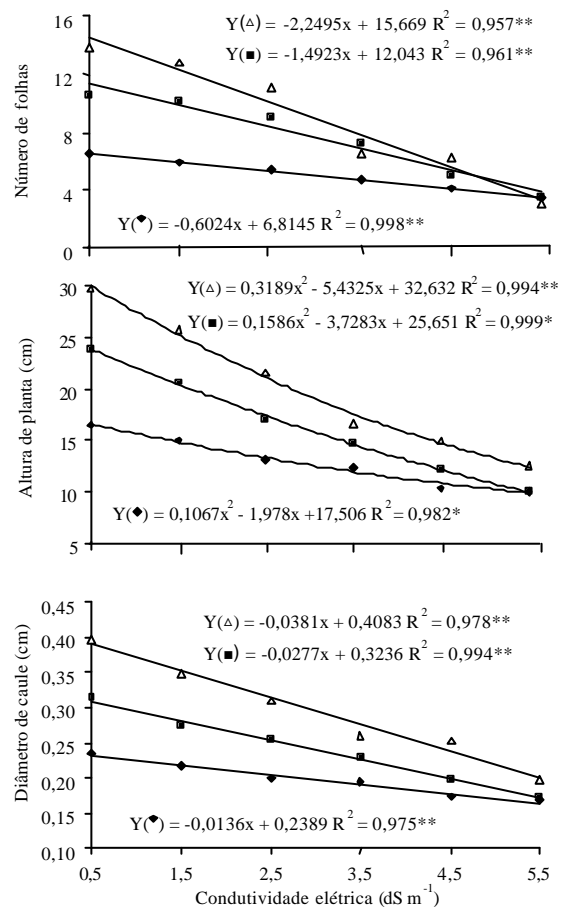 Y(△) = -2,2495x + 15,669 R² = 0,957**
Y(■) = -1,4923x + 12,043 R² = 0,961**
Y(♦) = -0,6024x + 6,8145 R² = 0,998**
Número de folhas
16
12
8
4
0
Y(△) = 0,3189x² - 5,4325x + 32,632 R² = 0,994**
Y(■) = 0,1586x² - 3,7283x + 25,651 R² = 0,999*
Y(♦) = 0,1067x² - 1,978x +17,506 R² = 0,982*
Altura de planta (cm)
30
25
20
15
10
5
Y(△) = -0,0381x + 0,4083 R² = 0,978**
Y(■) = -0,0277x + 0,3236 R² = 0,994**
Y(♦) = -0,0136x + 0,2389 R² = 0,975**
Diâmetro de caule (cm)
0,45
0,40
0,35
0,30
0,25
0,20
0,15
0,10
0,5 1,5 2,5 3,5 4,5 5,5
Condutividade elétrica (dS m⁻¹)